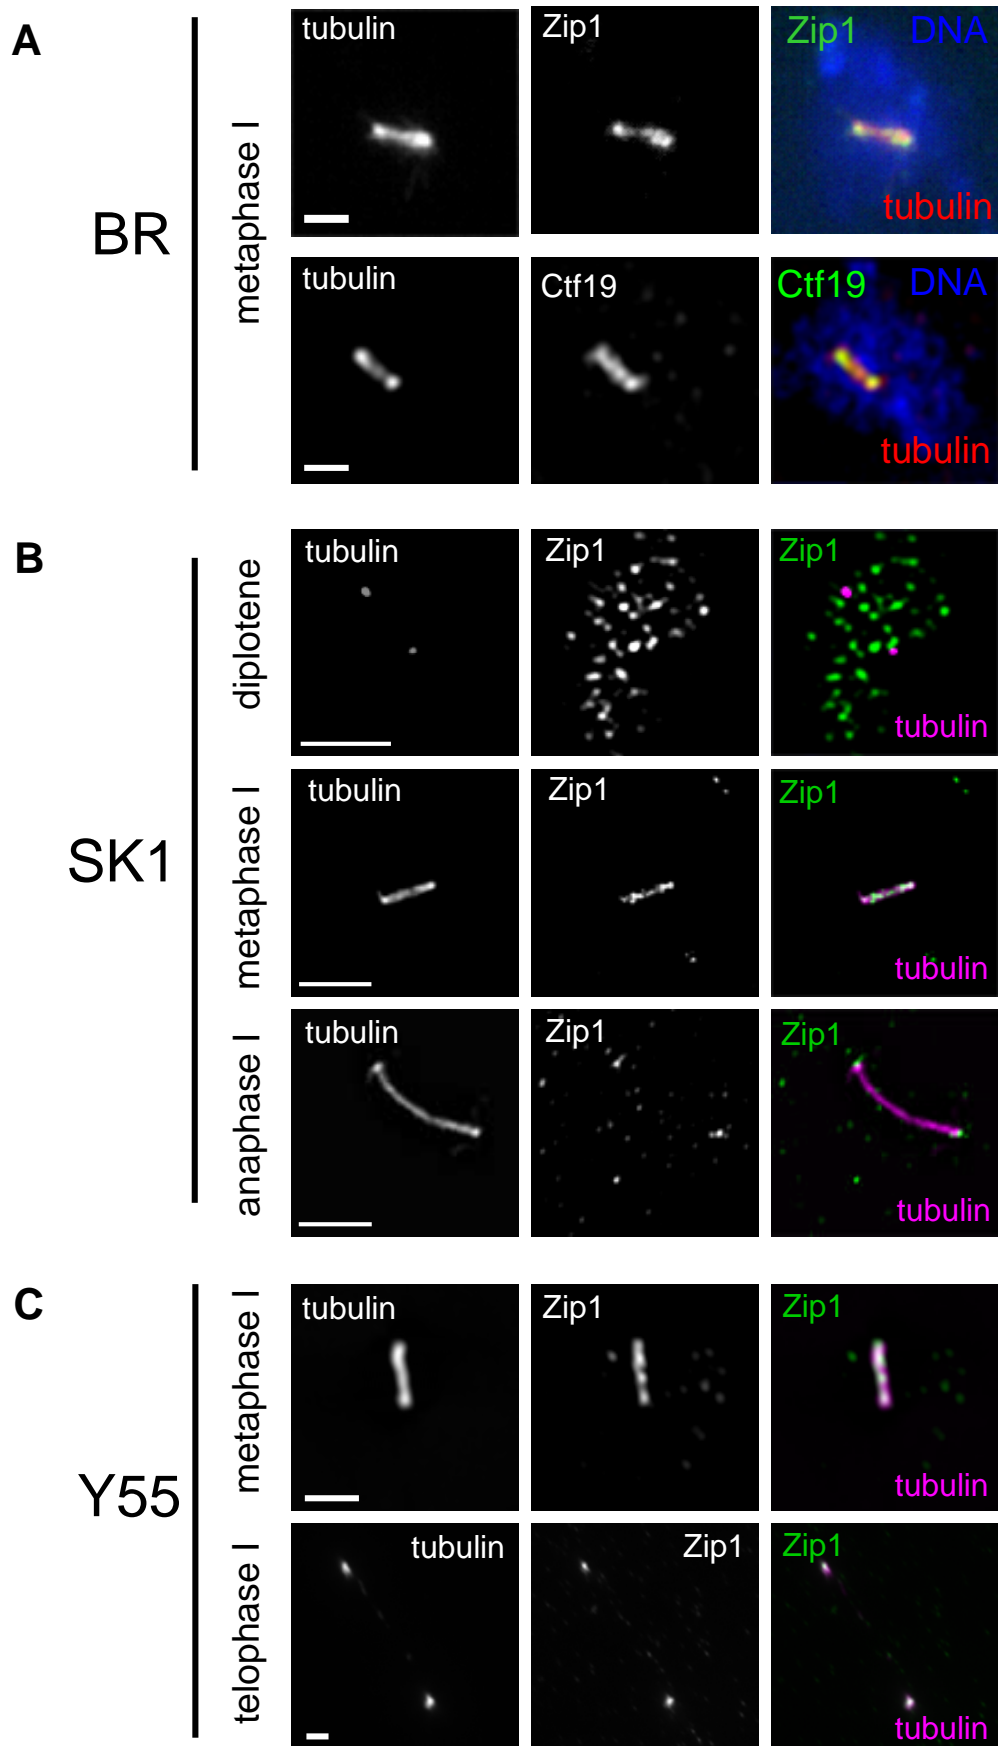 A
BR
metaphase I
tubulin
Zip1
Zip1 DNA
tubulin
tubulin
Ctf19
Ctf19 DNA
tubulin
B
SK1
diplotene
tubulin
Zip1
Zip1
tubulin
metaphase I
tubulin
Zip1
Zip1
tubulin
anaphase I
tubulin
Zip1
Zip1
tubulin
C
Y55
metaphase I
tubulin
Zip1
Zip1
tubulin
telophase I
tubulin
Zip1
Zip1
tubulin